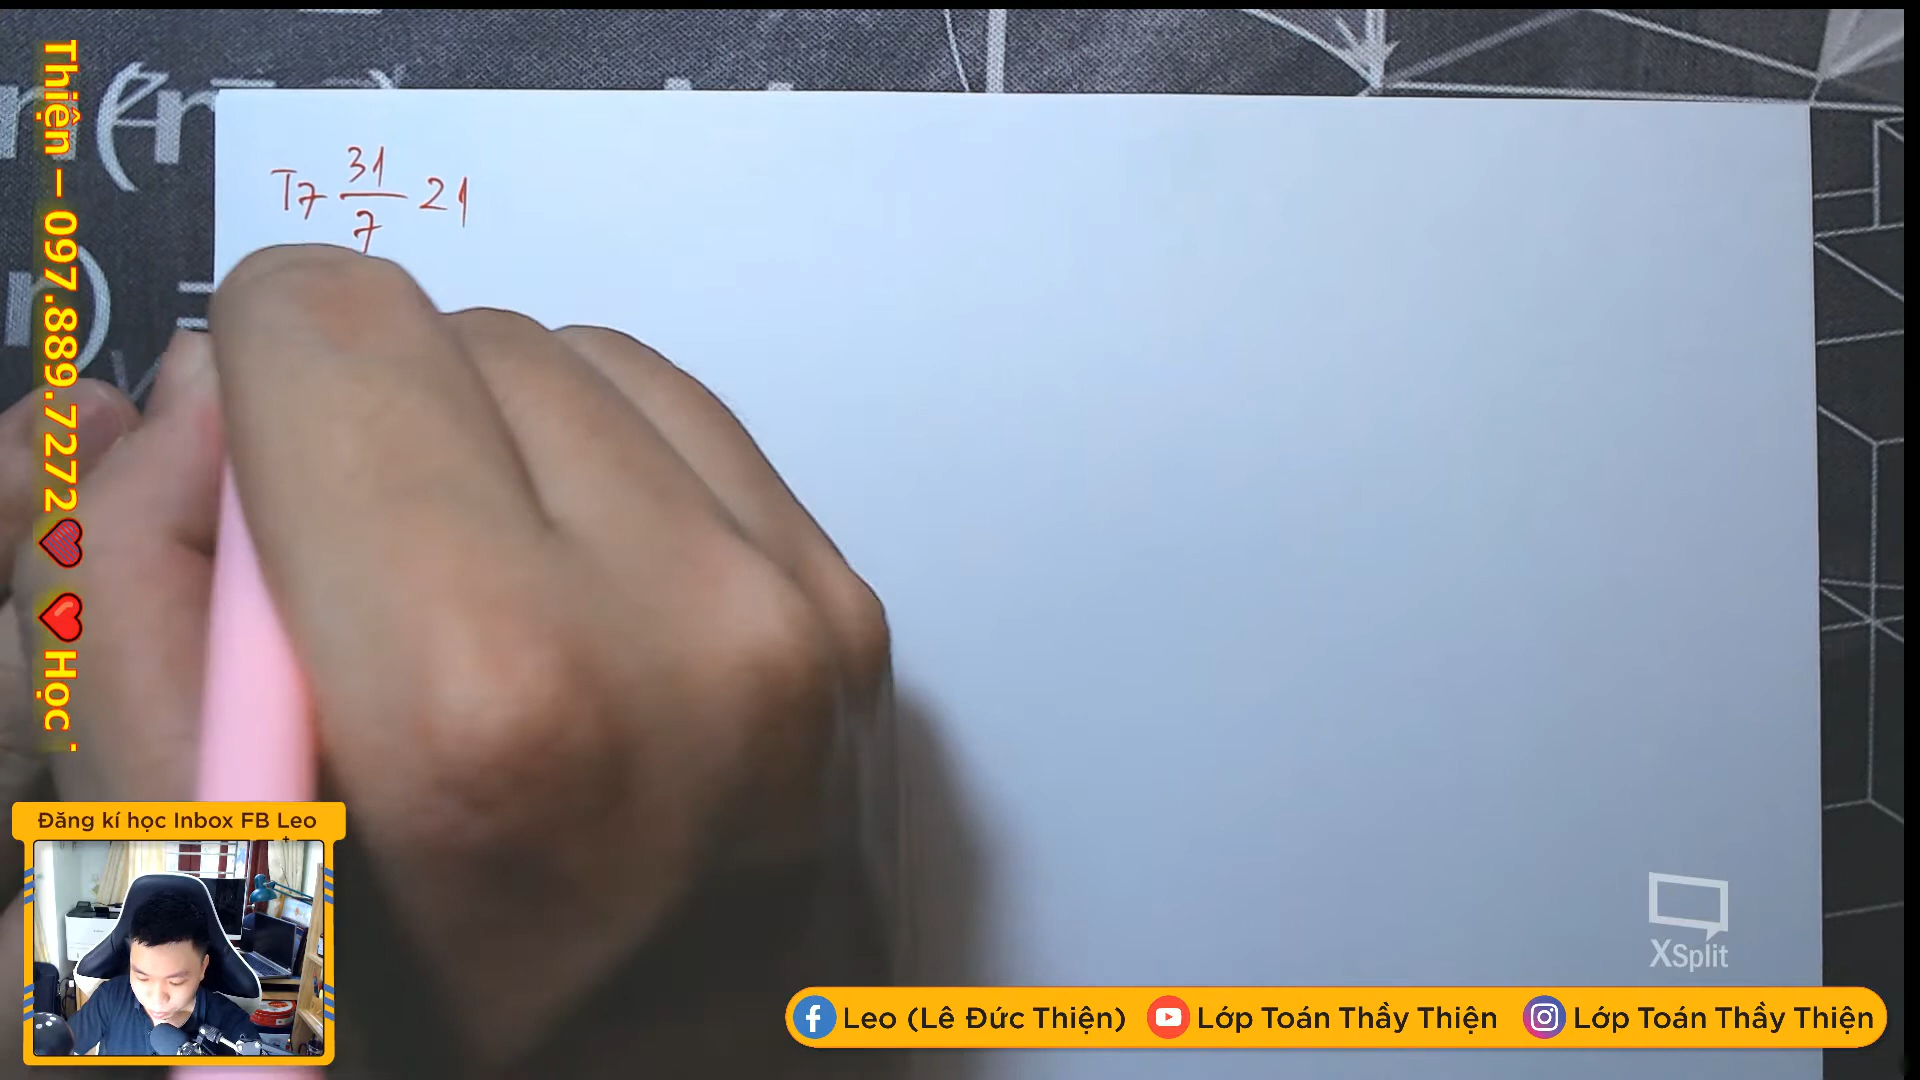 Thiện – 097.889.7272 Học
T7 31/7 21
Đăng kí học Inbox FB Leo
XSplit
Leo (Lê Đức Thiện) Lớp Toán Thầy Thiện Lớp Toán Thầy Thiện